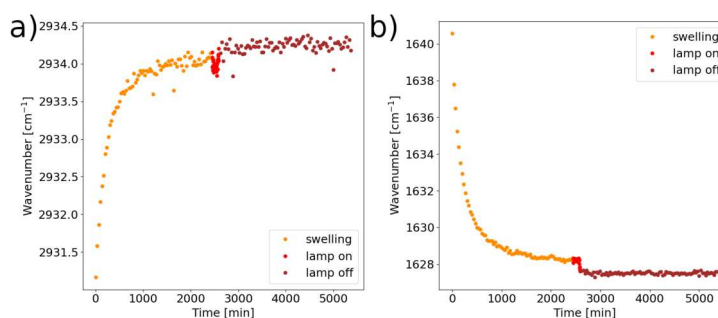 a)
2934.5
2934.0
2933.5
2933.0
2932.5
2932.0
2931.5
Wavenumber [cm⁻¹]
swelling
lamp on
lamp off
0 1000 2000 3000 4000 5000
Time [min]
b)
1640
1638
1636
1634
1632
1630
1628
Wavenumber [cm⁻¹]
swelling
lamp on
lamp off
0 1000 2000 3000 4000 5000
Time [min]